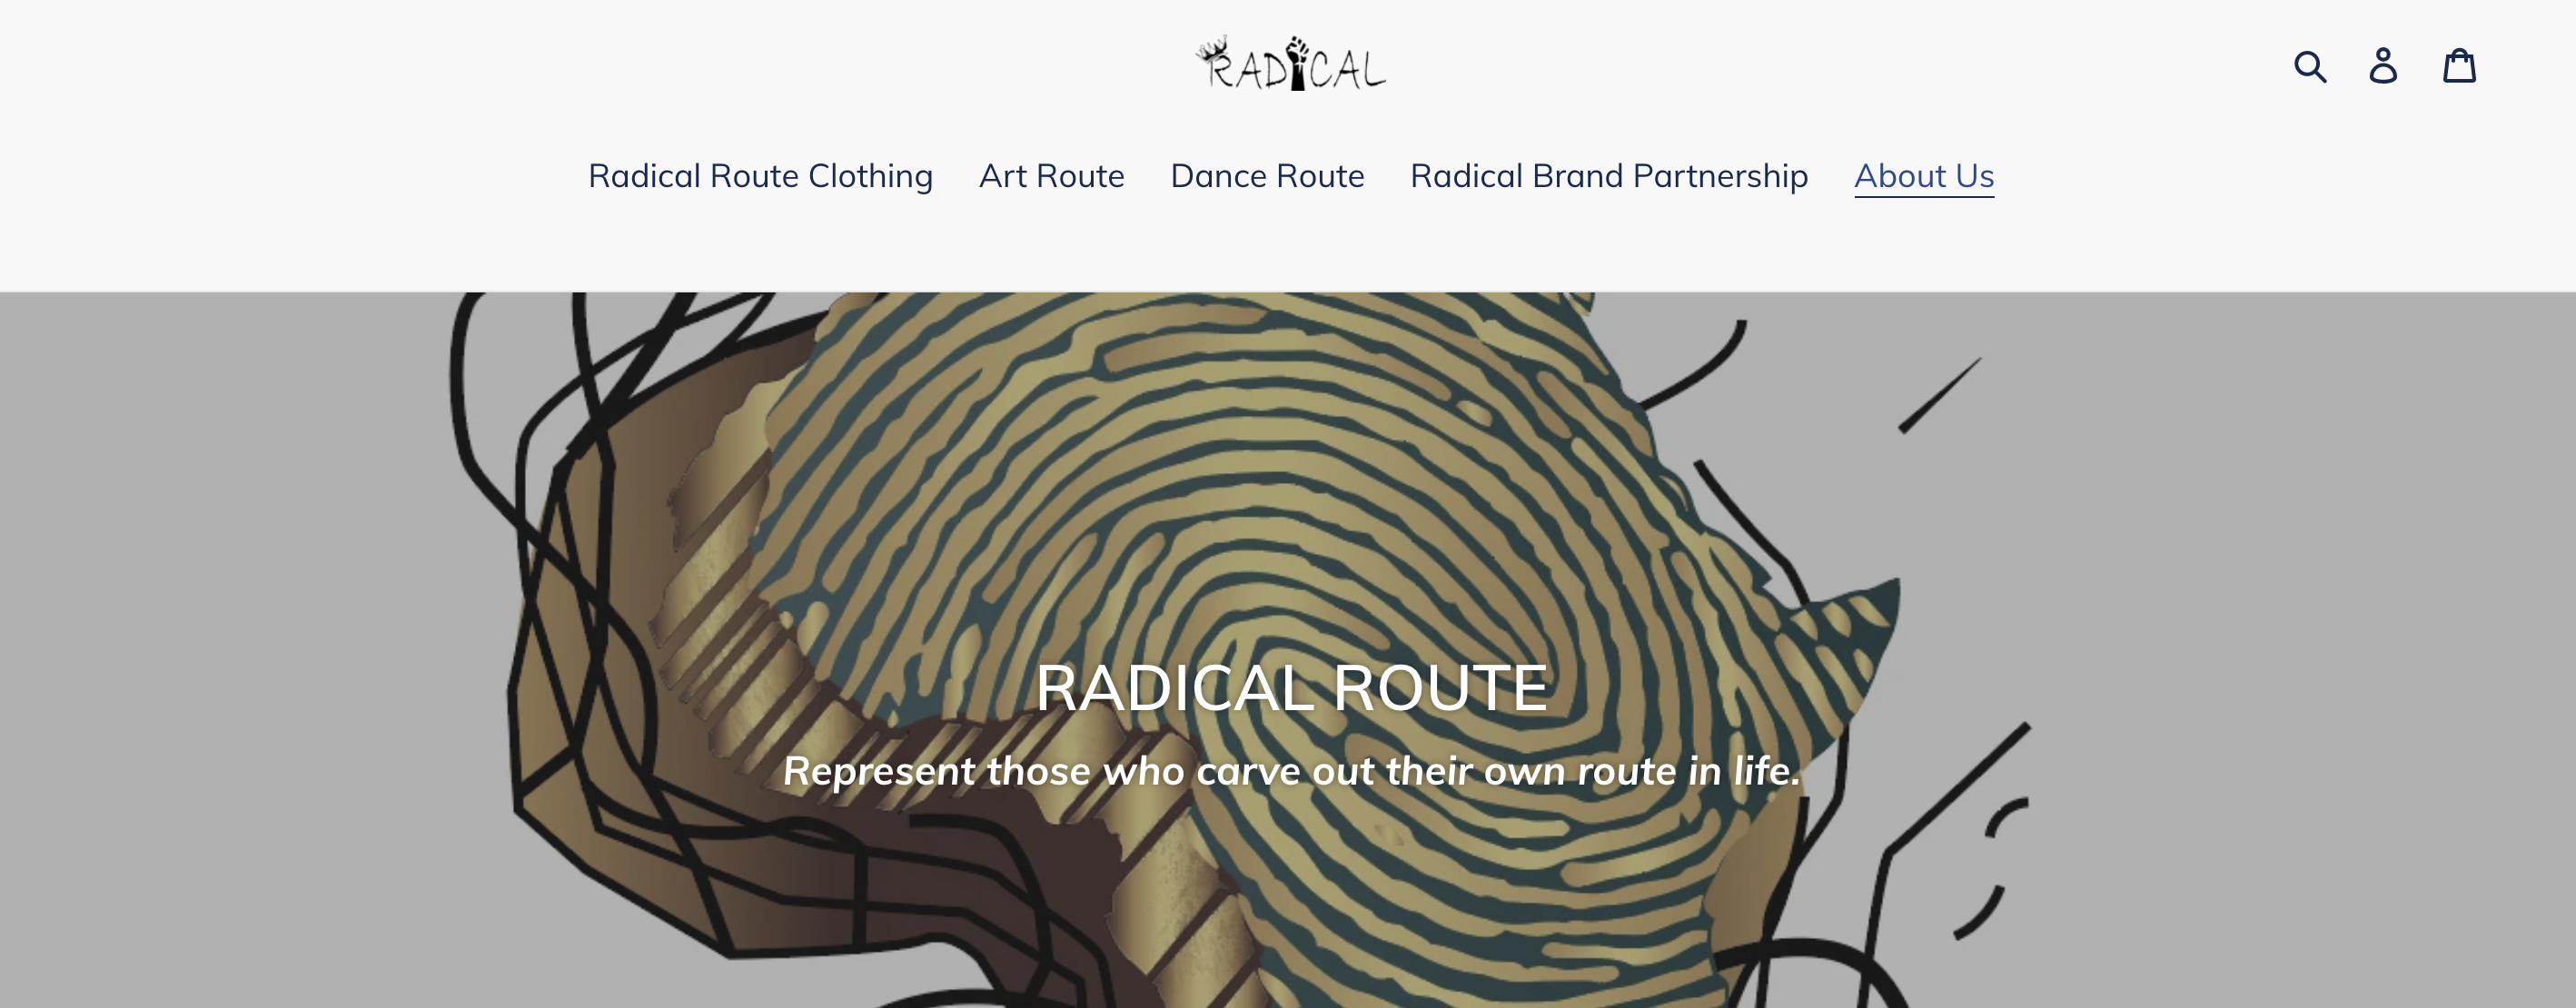 RADICAL
Radical Route Clothing Art Route Dance Route Radical Brand Partnership About Us
RADICAL ROUTE
Represent those who carve out their own route in life.